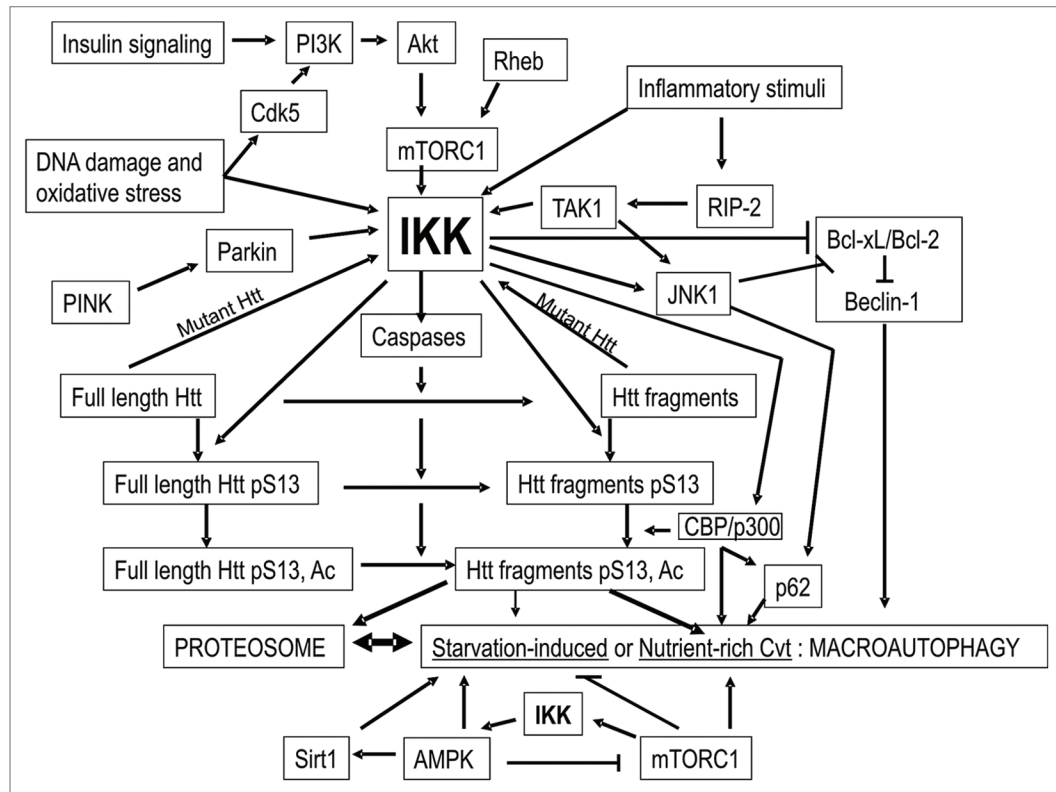 Insulin signaling
PI3K
Akt
Rheb
Inflammatory stimuli
Cdk5
mTORC1
DNA damage and
oxidative stress
IKK
TAK1
RIP-2
Parkin
Bcl-xL/Bcl-2
Beclin-1
PINK
JNK1
Mutant Htt
Caspases
Mutant Htt
Full length Htt
Htt fragments
Full length Htt pS13
Htt fragments pS13
CBP/p300
Full length Htt pS13, Ac
Htt fragments pS13, Ac
p62
PROTEOSOME
Starvation-induced or Nutrient-rich Cvt : MACROAUTOPHAGY
IKK
Sirt1
AMPK
mTORC1